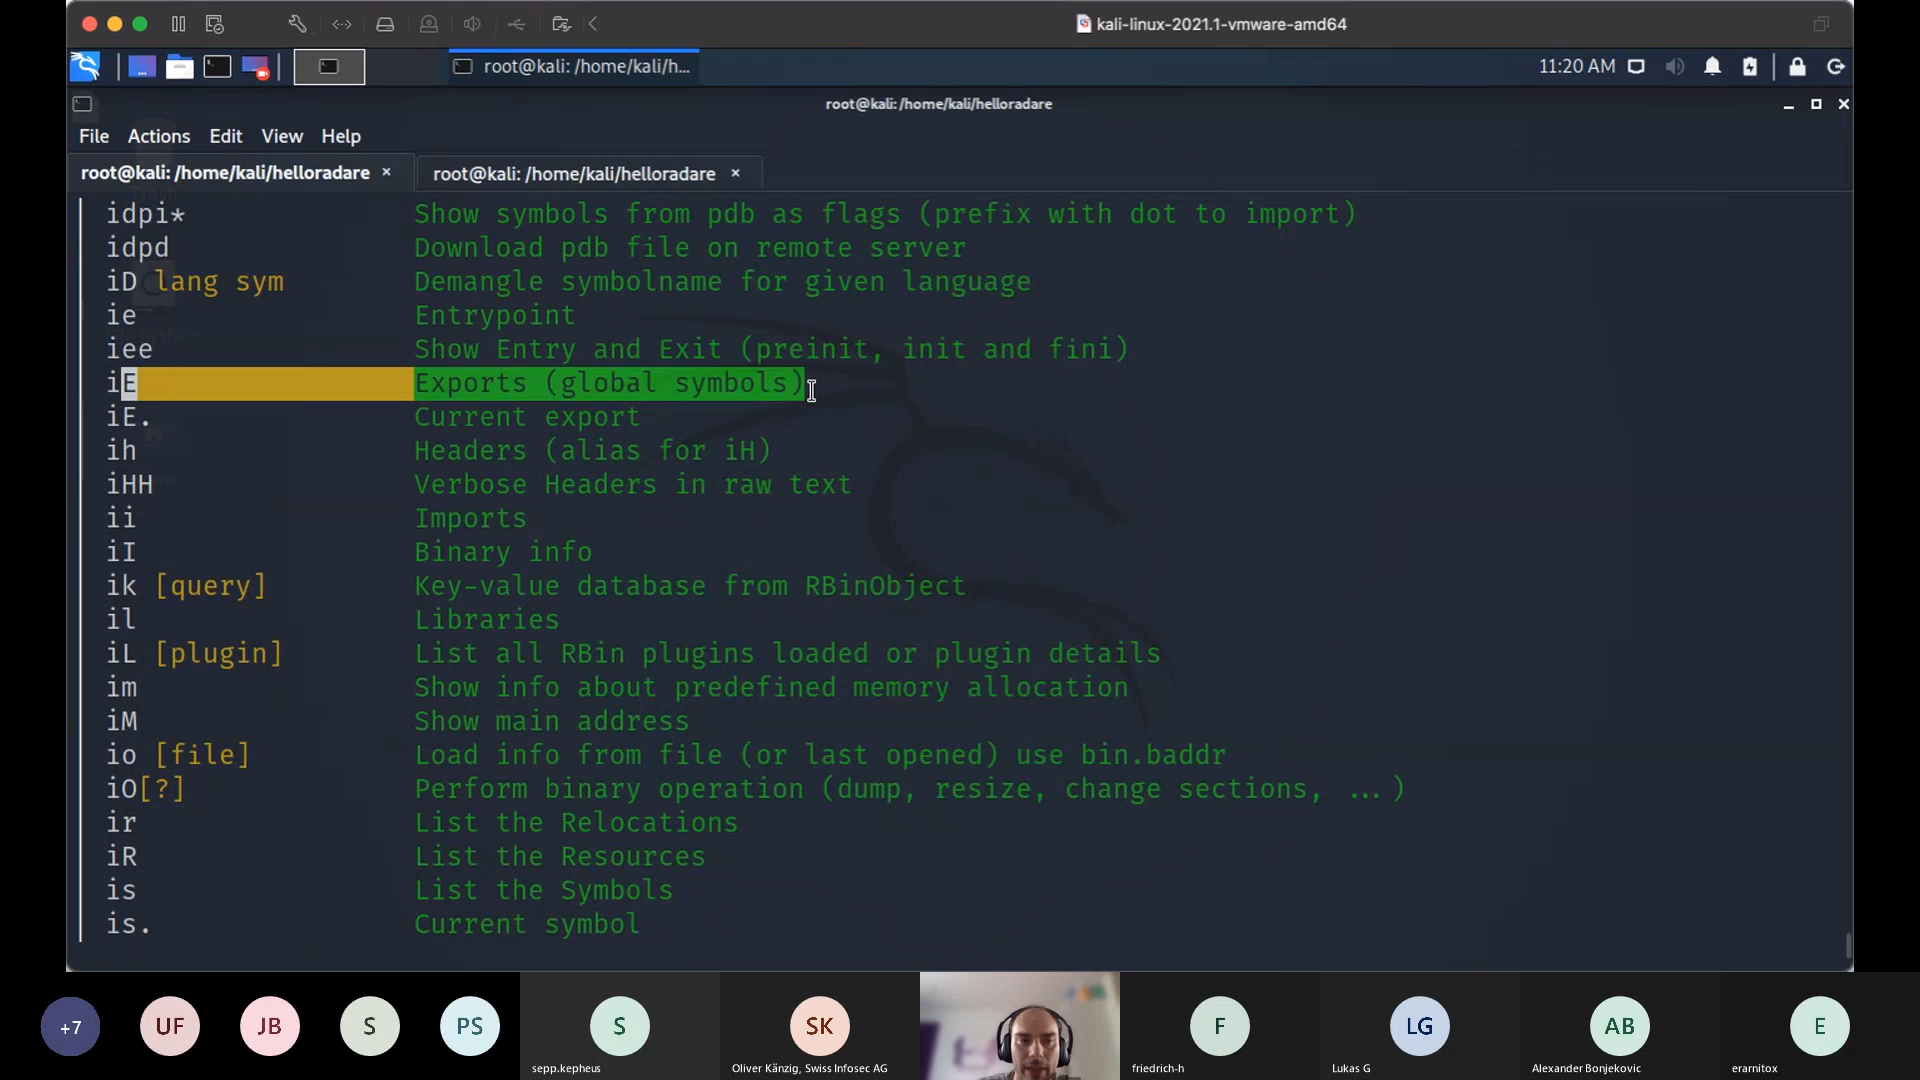 kali-linux-2021.1-vmware-amd64
root@kali: /home/kali/h...
11:20 AM
root@kali: /home/kali/helloradare
File Actions Edit View Help
root@kali: /home/kali/helloradare × root@kali: /home/kali/helloradare ×
idpi* Show symbols from pdb as flags (prefix with dot to import)
idpd Download pdb file on remote server
iD lang sym Demangle symbolname for given language
ie Entrypoint
iee Show Entry and Exit (preinit, init and fini)
iE Exports (global symbols)
iE. Current export
ih Headers (alias for iH)
iHH Verbose Headers in raw text
ii Imports
iI Binary info
ik [query] Key-value database from RBinObject
il Libraries
iL [plugin] List all RBin plugins loaded or plugin details
im Show info about predefined memory allocation
iM Show main address
io [file] Load info from file (or last opened) use bin.baddr
iO[?] Perform binary operation (dump, resize, change sections, ...)
ir List the Relocations
iR List the Resources
is List the Symbols
is. Current symbol
+7 UF JB S PS S SK F LG AB E
sepp.kepheus Oliver Känzig, Swiss Infosec AG friedrich-h Lukas G Alexander Bonjekovic erarnitox